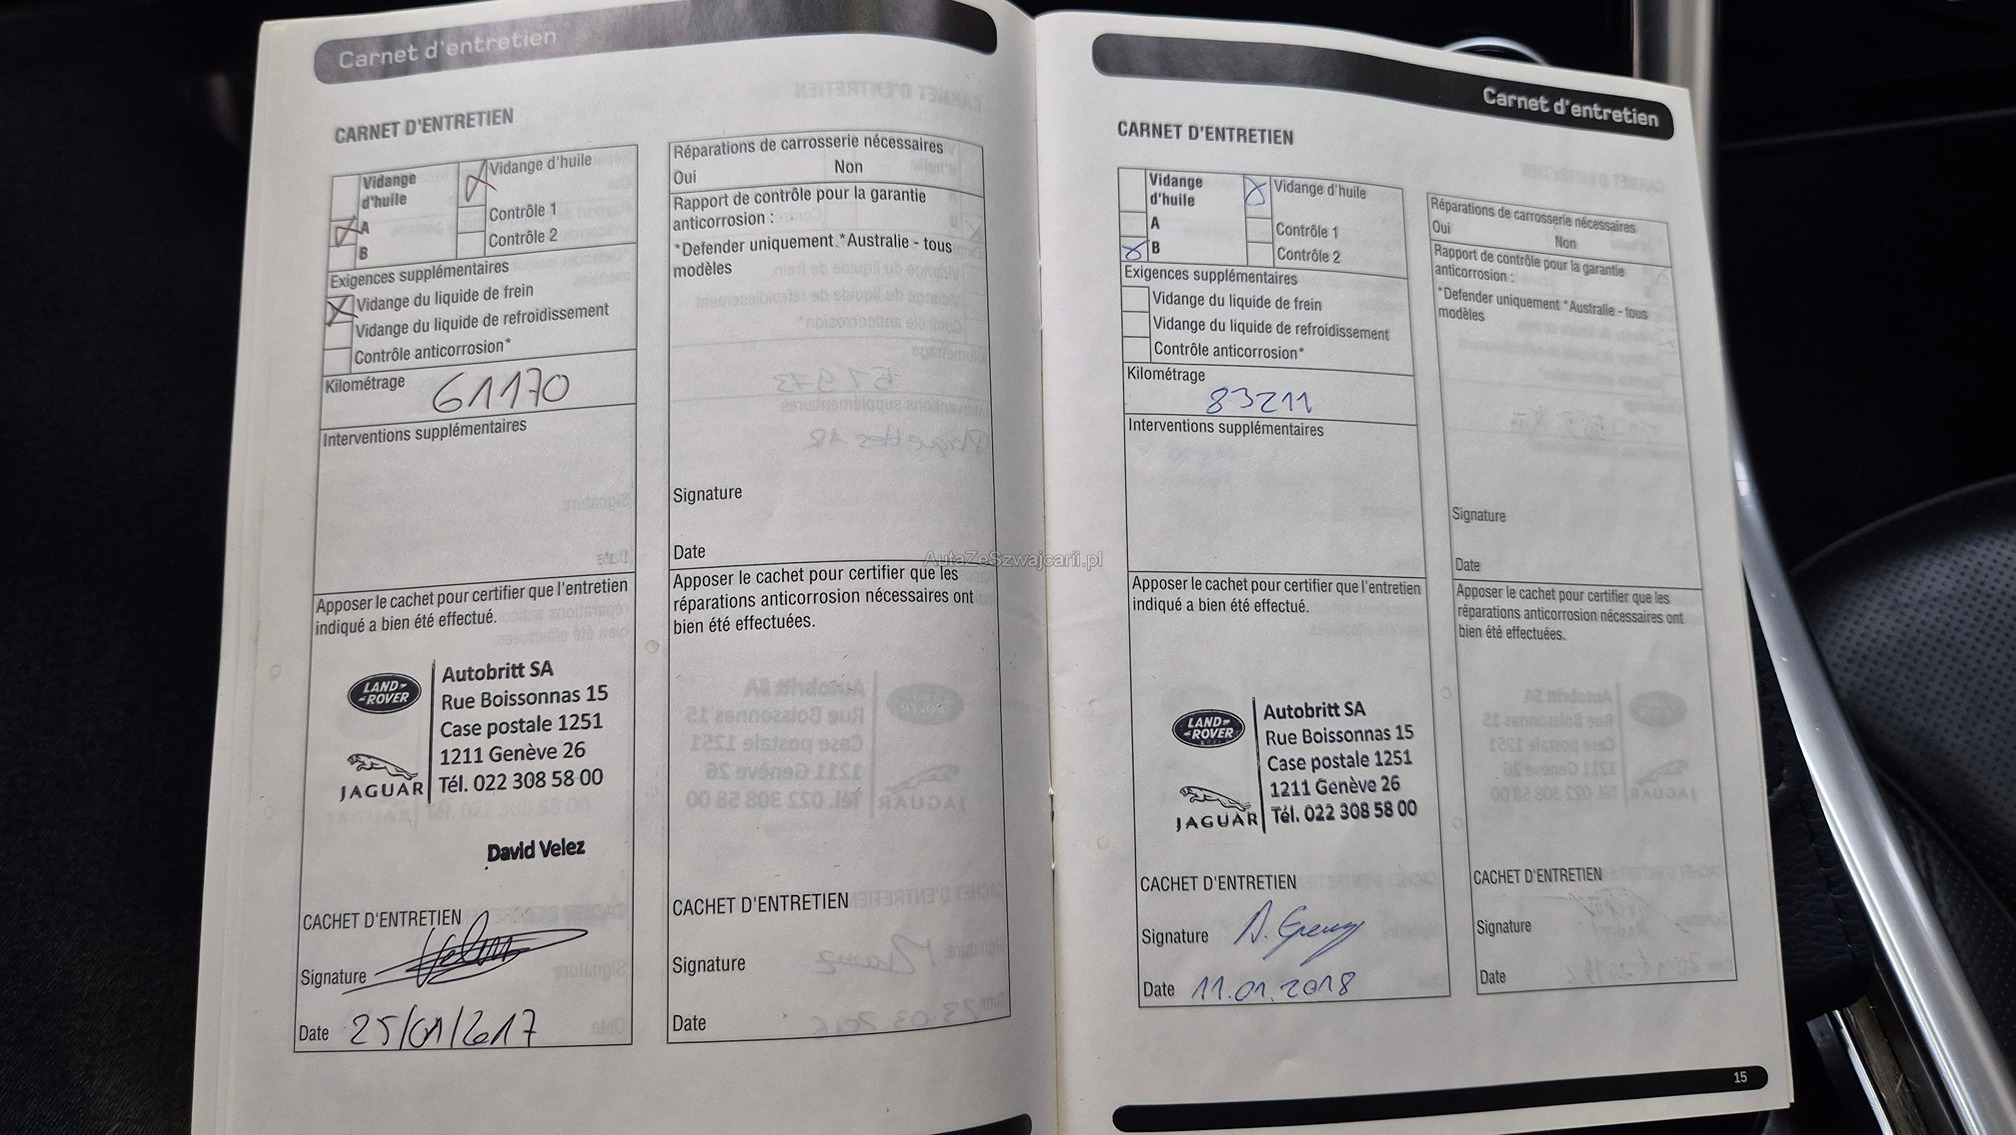 Carnet d'entretien
CARNET D'ENTRETIEN
Vidange
d'huile
A
B
Vidange d'huile
Contrôle 1
Contrôle 2
Exigences supplémentaires
Vidange du liquide de frein
Vidange du liquide de refroidissement
Contrôle anticorrosion*
Kilométrage 61170
Interventions supplémentaires
Apposer le cachet pour certifier que l'entretien
indiqué a bien été effectué.
LAND-
-ROVER
JAGUAR
Autobritt SA
Rue Boissonnas 15
Case postale 1251
1211 Genève 26
Tél. 022 308 58 00
David Velez
CACHET D'ENTRETIEN
Signature
Date 25/01/2017
Réparations de carrosserie nécessaires
Oui Non
Rapport de contrôle pour la garantie
anticorrosion :
*Defender uniquement *Australie - tous
modèles
Signature
Date
Apposer le cachet pour certifier que les
réparations anticorrosion nécessaires ont
bien été effectuées.
CACHET D'ENTRETIEN
Signature
Date
AutaZeSzwajcarii.pl
Carnet d'entretien
CARNET D'ENTRETIEN
Vidange
d'huile
A
B
Vidange d'huile
Contrôle 1
Contrôle 2
Exigences supplémentaires
Vidange du liquide de frein
Vidange du liquide de refroidissement
Contrôle anticorrosion*
Kilométrage
83211
Interventions supplémentaires
Apposer le cachet pour certifier que l'entretien
indiqué a bien été effectué.
LAND-
-ROVER
JAGUAR
Autobritt SA
Rue Boissonnas 15
Case postale 1251
1211 Genève 26
Tél. 022 308 58 00
CACHET D'ENTRETIEN
Signature
Date 11.01.2018
Réparations de carrosserie nécessaires
Oui Non
Rapport de contrôle pour la garantie
anticorrosion :
*Defender uniquement *Australie - tous
modèles
Signature
Date
Apposer le cachet pour certifier que les
réparations anticorrosion nécessaires ont
bien été effectuées.
CACHET D'ENTRETIEN
Signature
Date
15